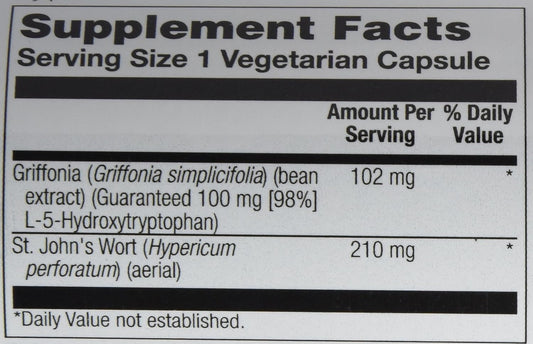 Supplement Facts
Serving Size 1 Vegetarian Capsule
Amount Per % Daily
Serving Value
Griffonia (Griffonia simplicifolia) (bean 102 mg *
extract) (Guaranteed 100 mg [98%]
L-5-Hydroxytryptophan)
St. John's Wort (Hypericum 210 mg *
perforatum) (aerial)
*Daily Value not established.